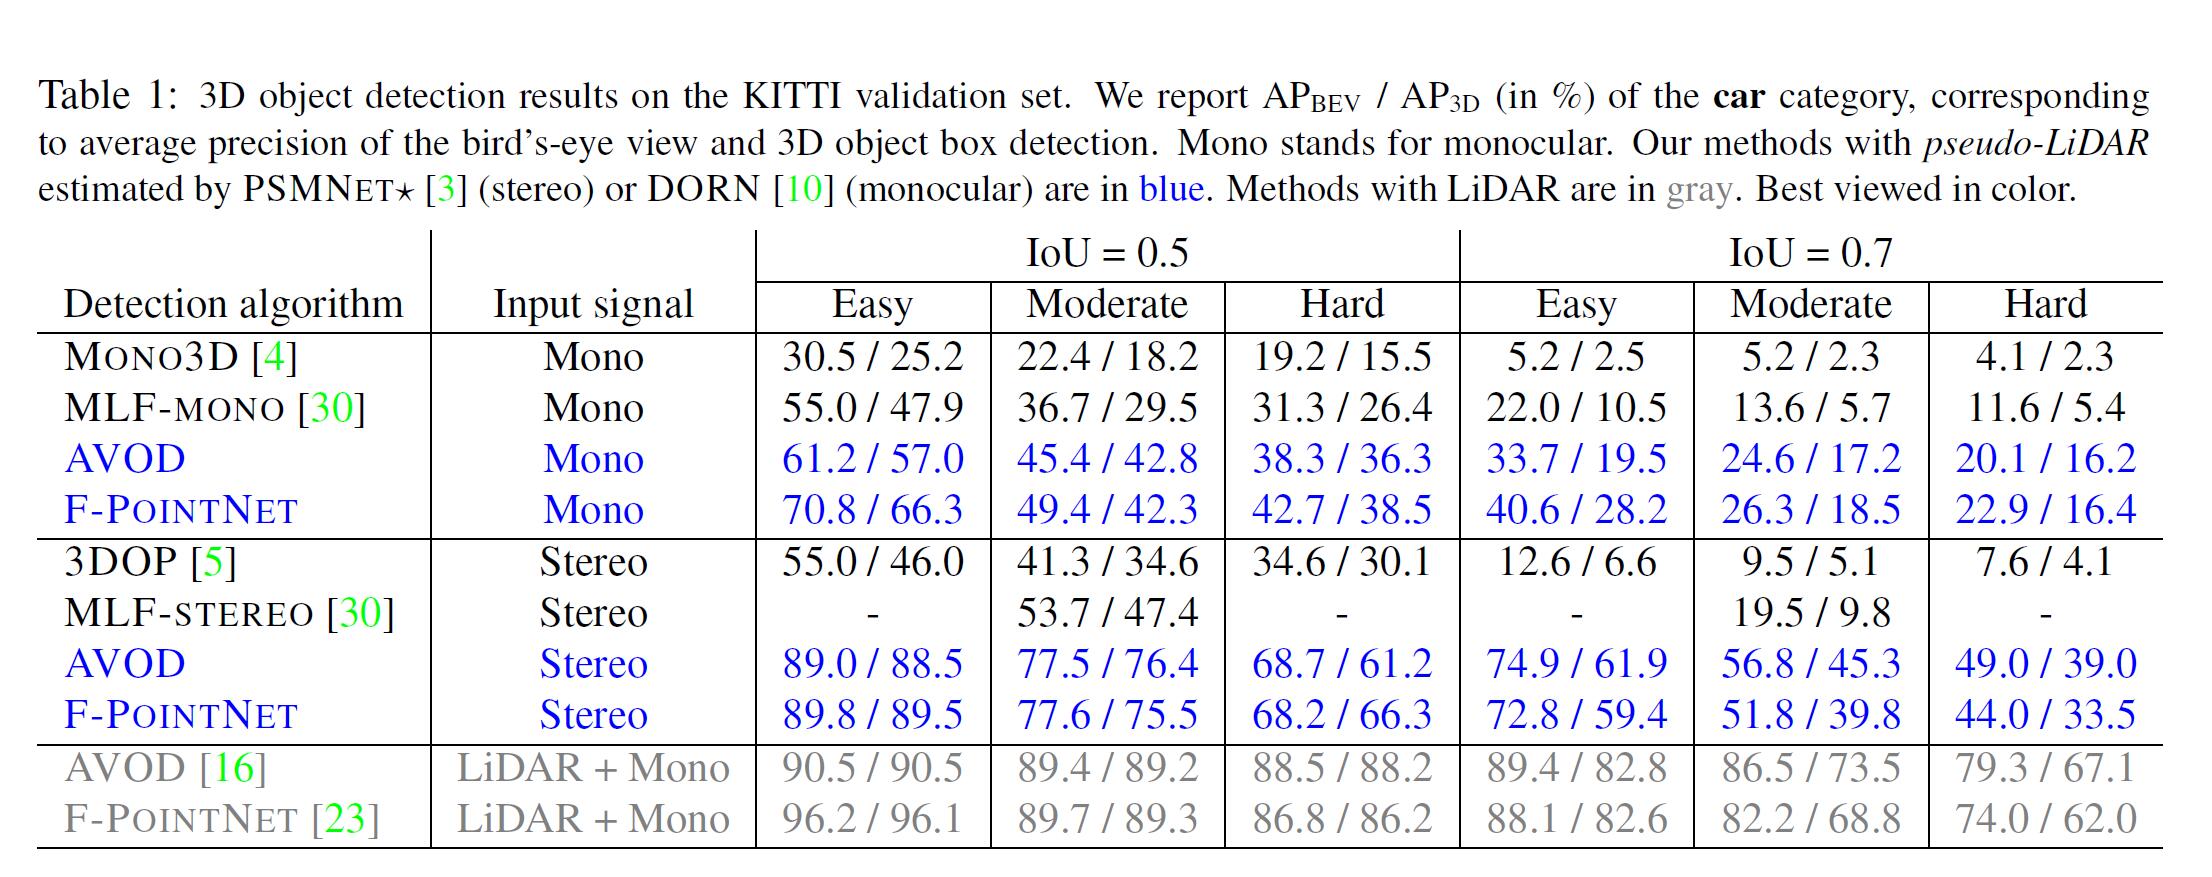 Table 1: 3D object detection results on the KITTI validation set. We report AP_BEV / AP_3D (in %) of the car category, corresponding
to average precision of the bird's-eye view and 3D object box detection. Mono stands for monocular. Our methods with pseudo-LiDAR
estimated by PSMNET⋆ [3] (stereo) or DORN [10] (monocular) are in blue. Methods with LiDAR are in gray. Best viewed in color.
IoU = 0.5 IoU = 0.7
Detection algorithm Input signal Easy Moderate Hard Easy Moderate Hard
MONO3D [4] Mono 30.5 / 25.2 22.4 / 18.2 19.2 / 15.5 5.2 / 2.5 5.2 / 2.3 4.1 / 2.3
MLF-MONO [30] Mono 55.0 / 47.9 36.7 / 29.5 31.3 / 26.4 22.0 / 10.5 13.6 / 5.7 11.6 / 5.4
AVOD Mono 61.2 / 57.0 45.4 / 42.8 38.3 / 36.3 33.7 / 19.5 24.6 / 17.2 20.1 / 16.2
F-POINTNET Mono 70.8 / 66.3 49.4 / 42.3 42.7 / 38.5 40.6 / 28.2 26.3 / 18.5 22.9 / 16.4
3DOP [5] Stereo 55.0 / 46.0 41.3 / 34.6 34.6 / 30.1 12.6 / 6.6 9.5 / 5.1 7.6 / 4.1
MLF-STEREO [30] Stereo - 53.7 / 47.4 - - 19.5 / 9.8 -
AVOD Stereo 89.0 / 88.5 77.5 / 76.4 68.7 / 61.2 74.9 / 61.9 56.8 / 45.3 49.0 / 39.0
F-POINTNET Stereo 89.8 / 89.5 77.6 / 75.5 68.2 / 66.3 72.8 / 59.4 51.8 / 39.8 44.0 / 33.5
AVOD [16] LiDAR + Mono 90.5 / 90.5 89.4 / 89.2 88.5 / 88.2 89.4 / 82.8 86.5 / 73.5 79.3 / 67.1
F-POINTNET [23] LiDAR + Mono 96.2 / 96.1 89.7 / 89.3 86.8 / 86.2 88.1 / 82.6 82.2 / 68.8 74.0 / 62.0